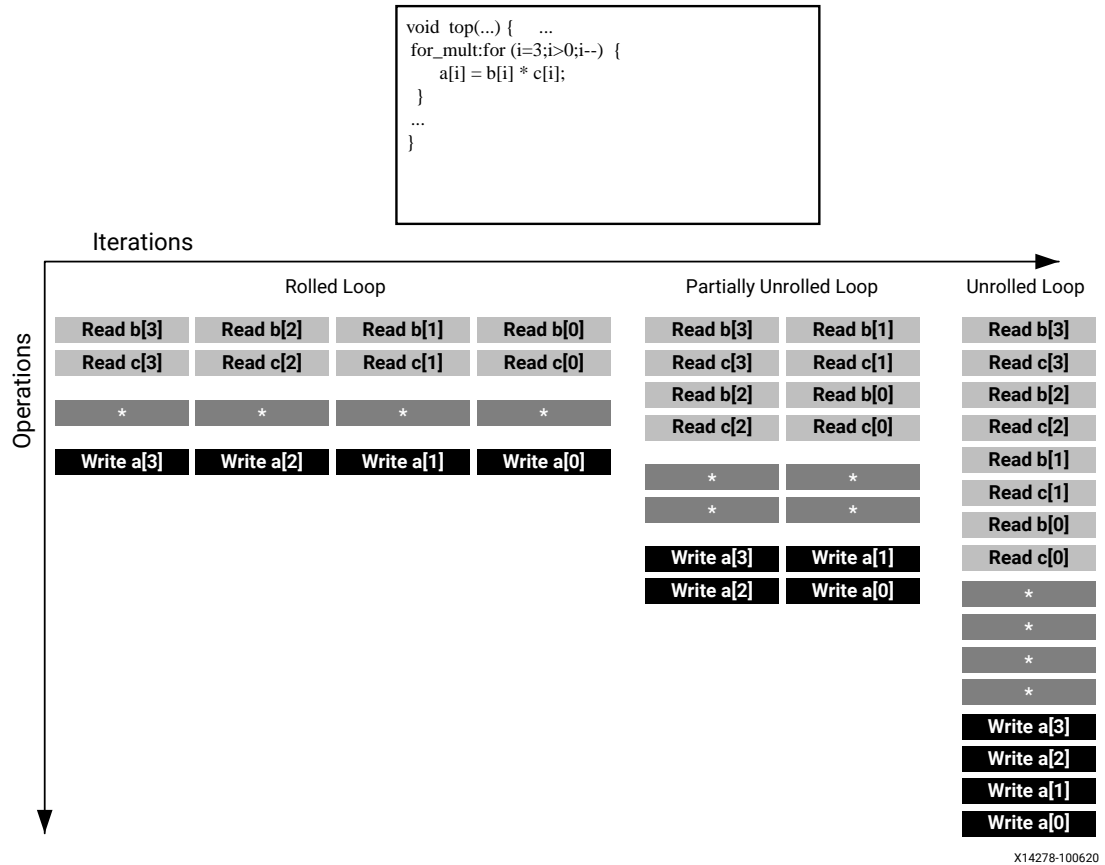 void top(...) { ...
for_mult:for (i=3;i>0;i--) {
a[i] = b[i] * c[i];
}
...
}
Iterations
Rolled Loop Partially Unrolled Loop Unrolled Loop
Operations
Read b[3] Read b[2] Read b[1] Read b[0] Read b[3] Read b[1] Read b[3]
Read c[3] Read c[2] Read c[1] Read c[0] Read c[3] Read c[1] Read c[3]
Read b[2] Read b[0] Read b[2]
* * * *
Read c[2] Read c[0] Read c[2]
Write a[3] Write a[2] Write a[1] Write a[0] Read b[1]
* * Read c[1]
* * Read b[0]
Write a[3] Write a[1] Read c[0]
Write a[2] Write a[0] *
*
*
*
Write a[3]
Write a[2]
Write a[1]
Write a[0]
X14278-100620